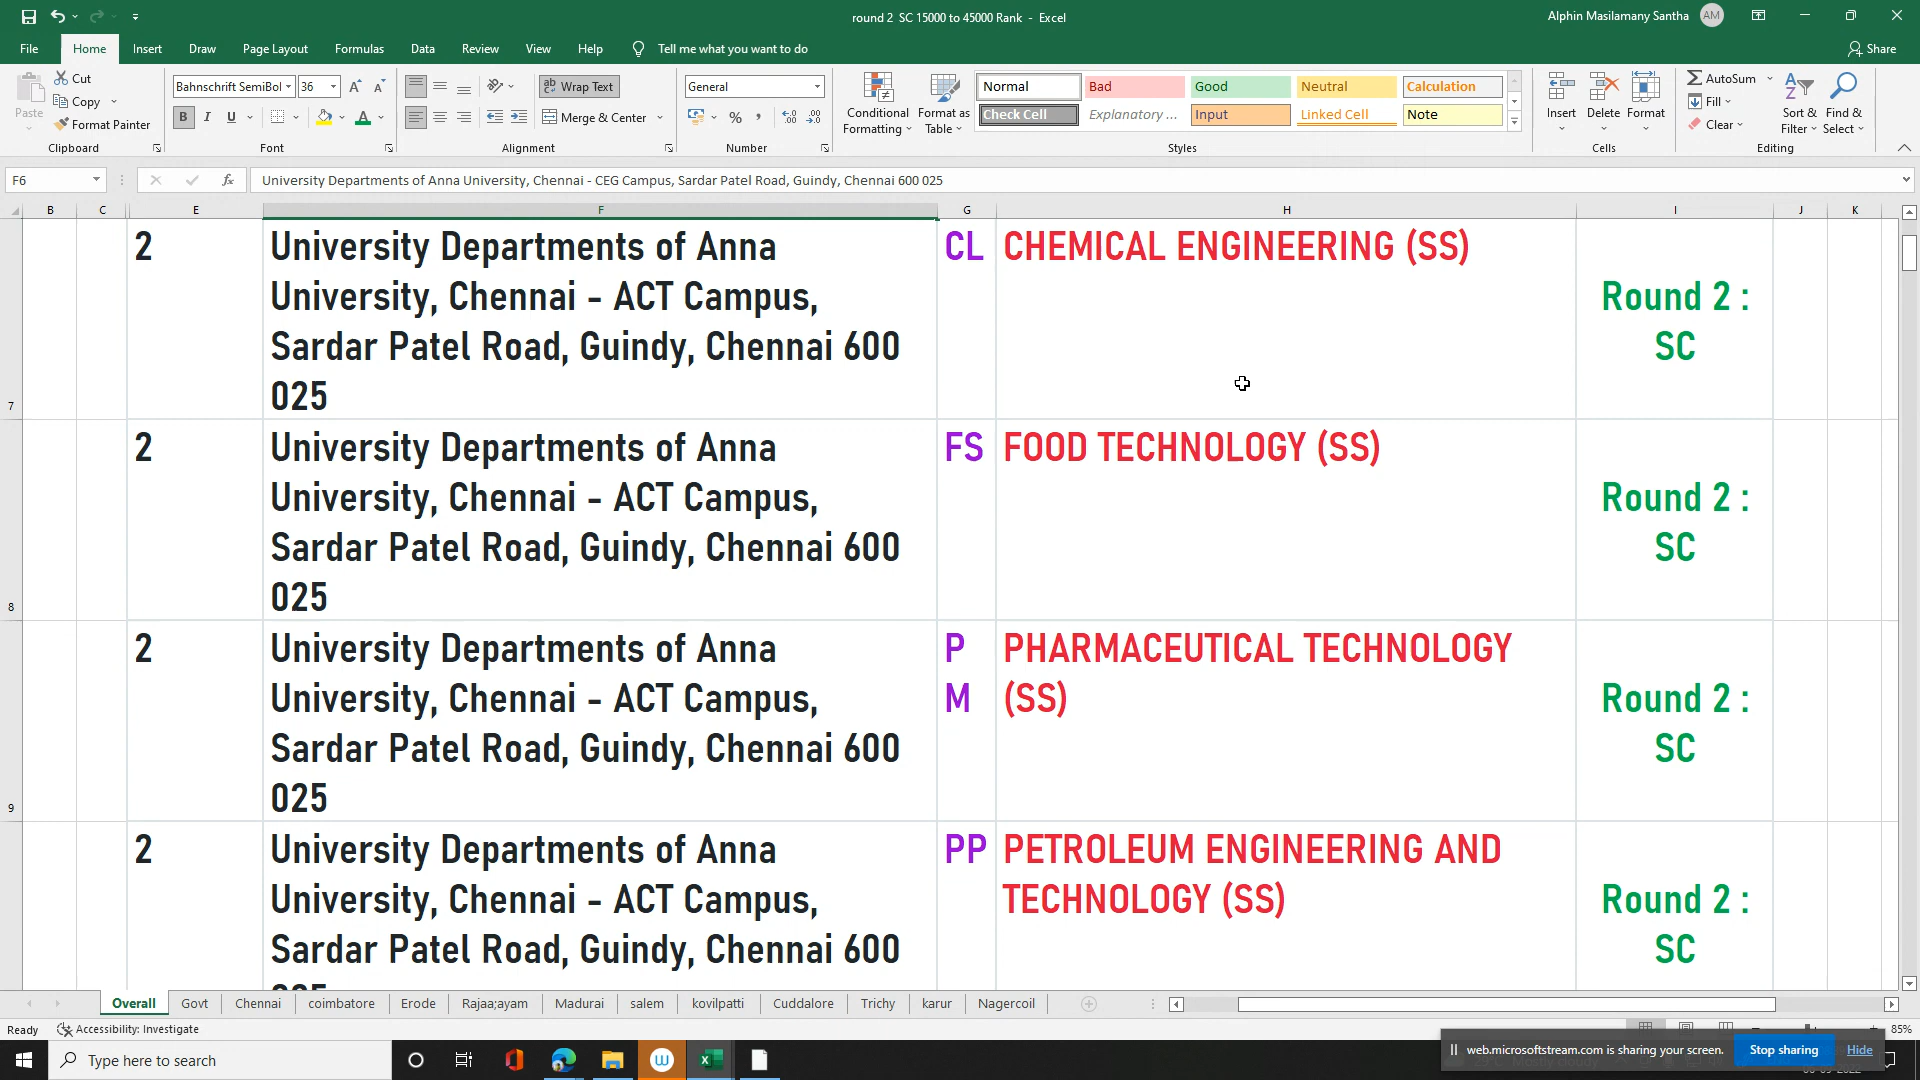 round 2 SC 15000 to 45000 Rank - Excel
Alphin Masilamany Santha
AM
File Home Insert Draw Page Layout Formulas Data Review View Help Tell me what you want to do
Share
Paste
Cut
Copy
Format Painter
Clipboard
Bahnschrift SemiBol 36
B I U
Font
Wrap Text
Merge & Center
Alignment
General
Number
Conditional Formatting
Format as Table
Normal Bad Good Neutral Calculation
Check Cell Explanatory ... Input Linked Cell Note
Styles
Insert Delete Format
Cells
AutoSum
Fill
Clear
Sort & Filter
Find & Select
Editing
F6
University Departments of Anna University, Chennai - CEG Campus, Sardar Patel Road, Guindy, Chennai 600 025
B C E F G H I J K
7
2
University Departments of Anna
University, Chennai - ACT Campus,
Sardar Patel Road, Guindy, Chennai 600
025
CL
CHEMICAL ENGINEERING (SS)
Round 2 :
SC
8
2
University Departments of Anna
University, Chennai - ACT Campus,
Sardar Patel Road, Guindy, Chennai 600
025
FS
FOOD TECHNOLOGY (SS)
Round 2 :
SC
9
2
University Departments of Anna
University, Chennai - ACT Campus,
Sardar Patel Road, Guindy, Chennai 600
025
P
M
PHARMACEUTICAL TECHNOLOGY
(SS)
Round 2 :
SC
2
University Departments of Anna
University, Chennai - ACT Campus,
Sardar Patel Road, Guindy, Chennai 600
025
PP
PETROLEUM ENGINEERING AND
TECHNOLOGY (SS)
Round 2 :
SC
Overall Govt Chennai coimbatore Erode Rajaa;ayam Madurai salem kovilpatti Cuddalore Trichy karur Nagercoil
Ready
Accessibility: Investigate
85%
Type here to search
web.microsoftstream.com is sharing your screen.
Stop sharing
Hide